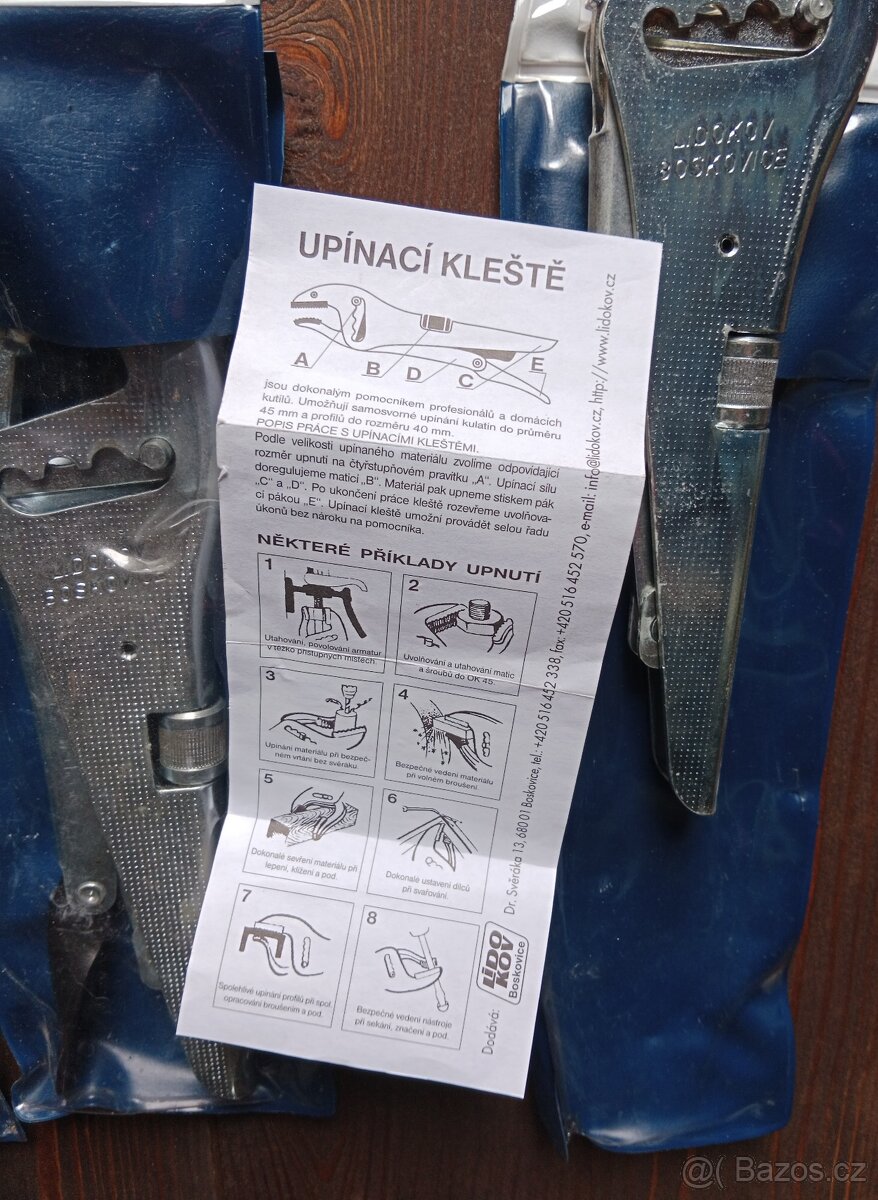 LIDOKOV
BOSKOVICE
LIDOKOV
BOSKOVICE
UPÍNACÍ KLEŠTĚ
A
B
D
C
E
jsou dokonalým pomocníkem profesionálů a domácích
kutilů. Umožňují samosvorné upínání kulatin do průměru
45 mm a profilů do rozměru 40 mm.
POPIS PRÁCE S UPÍNACÍMI KLEŠTĚMI.
Podle velikosti upínaného materiálu zvolíme odpovídající
rozměr upnutí na čtyřstupňovém pravítku „A“. Upínací sílu
doregulujeme maticí „B“. Materiál pak upneme stiskem pák
„C“ a „D“. Po ukončení práce kleště rozevřeme uvolňova-
cí pákou „E“. Upínací kleště umožní provádět selou řadu
úkonů bez nároku na pomocníka.
NĚKTERÉ PŘÍKLADY UPNUTÍ
1
Utahování, povolování armatur
v těžko přístupných místech.
2
Uvolňování a utahování matic
a šroubů do OK 45.
3
Upínání materiálu při bezpeč-
ném vrtání bez svěráku.
4
Bezpečné vedení materiálu
při volném broušení.
5
Dokonalé sevření materiálu při
lepení, klížení a pod.
6
Dokonalé ustavení dílců
při svařování.
7
Spolehlivé upínání profilů při spol.
opracování broušením a pod.
8
Bezpečné vedení nástroje
při sekání, značení a pod.
Dodává:
LIDO
KOV
Boskovice
Dr. Svěráka 13, 680 01 Boskovice, tel.: +420 516 452 338, fax: +420 516 452 570, e-mail: info@lidokov.cz, http://www.lidokov.cz
@( Bazos.cz